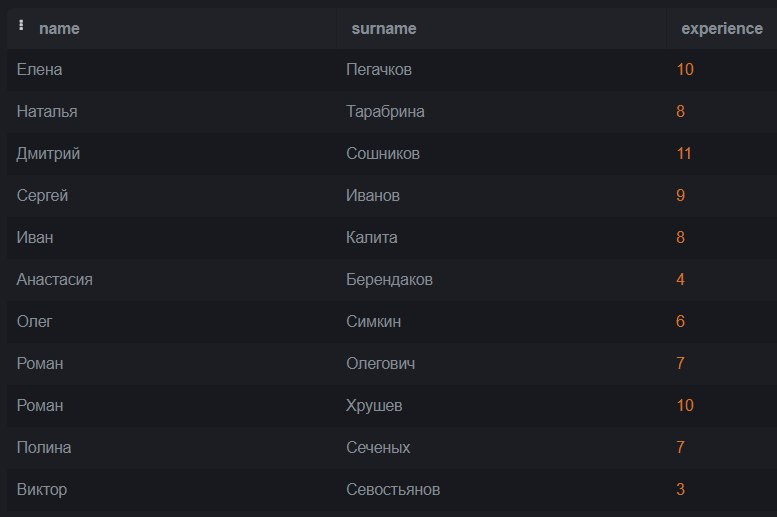 name surname experience
Елена Пегачков 10
Наталья Тарабрина 8
Дмитрий Сошников 11
Сергей Иванов 9
Иван Калита 8
Анастасия Берендаков 4
Олег Симкин 6
Роман Олегович 7
Роман Хрушев 10
Полина Сеченых 7
Виктор Севостьянов 3